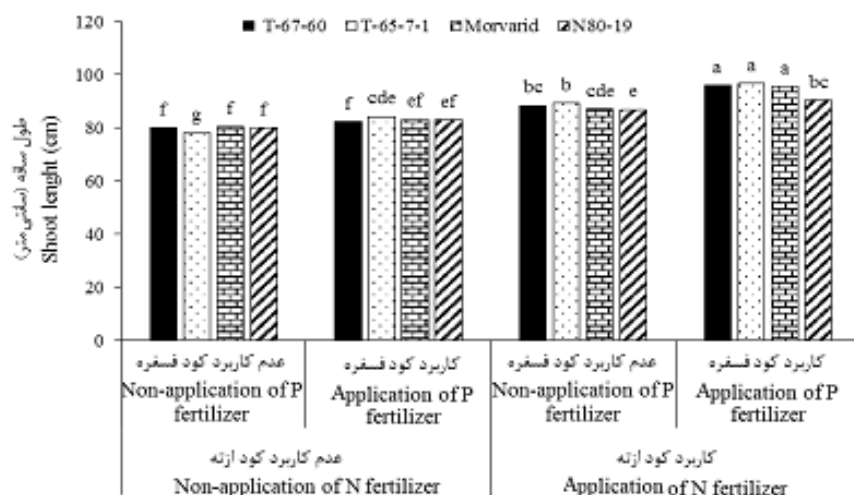 120
T-67-60 T-65-7-1 Morvarid N80-19
100
80
60
40
20
0
طول ساقه (سانتی متر)
Shoot lenght (cm)
f g f f f cde ef ef bc b cde e a a a bc
عدم کاربرد کود فسفره کاربرد کود فسفره عدم کاربرد کود فسفره کاربرد کود فسفره
Non-application of P Application of P Non-application of P Application of P
fertilizer fertilizer fertilizer fertilizer
عدم کاربرد کود ازته کاربرد کود ازته
Non-application of N fertilizer Application of N fertilizer